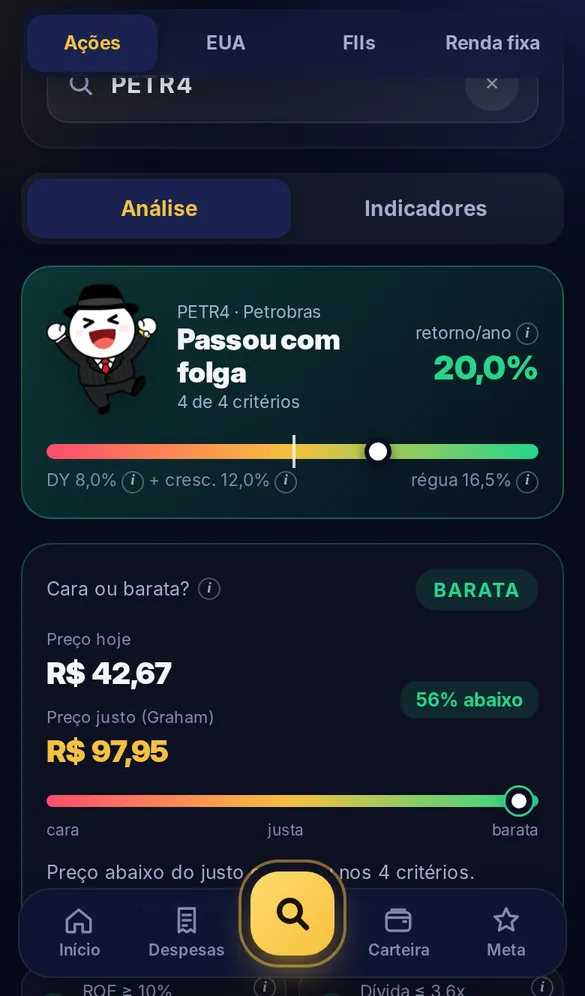 Ações EUA FIIs Renda fixa
PETR4 ×
Análise Indicadores
PETR4 · Petrobras
Passou com
folga
4 de 4 critérios
retorno/ano i
20,0%
DY 8,0% i + cresc. 12,0% i régua 16,5% i
Cara ou barata? i BARATA
Preço hoje
R$ 42,67
56% abaixo
Preço justo (Graham)
R$ 97,95
cara justa barata
Preço abaixo do justo nos 4 critérios.
Início Despesas Carteira Meta
ROE ≥ 10% i Dívida ≤ 3,6x i